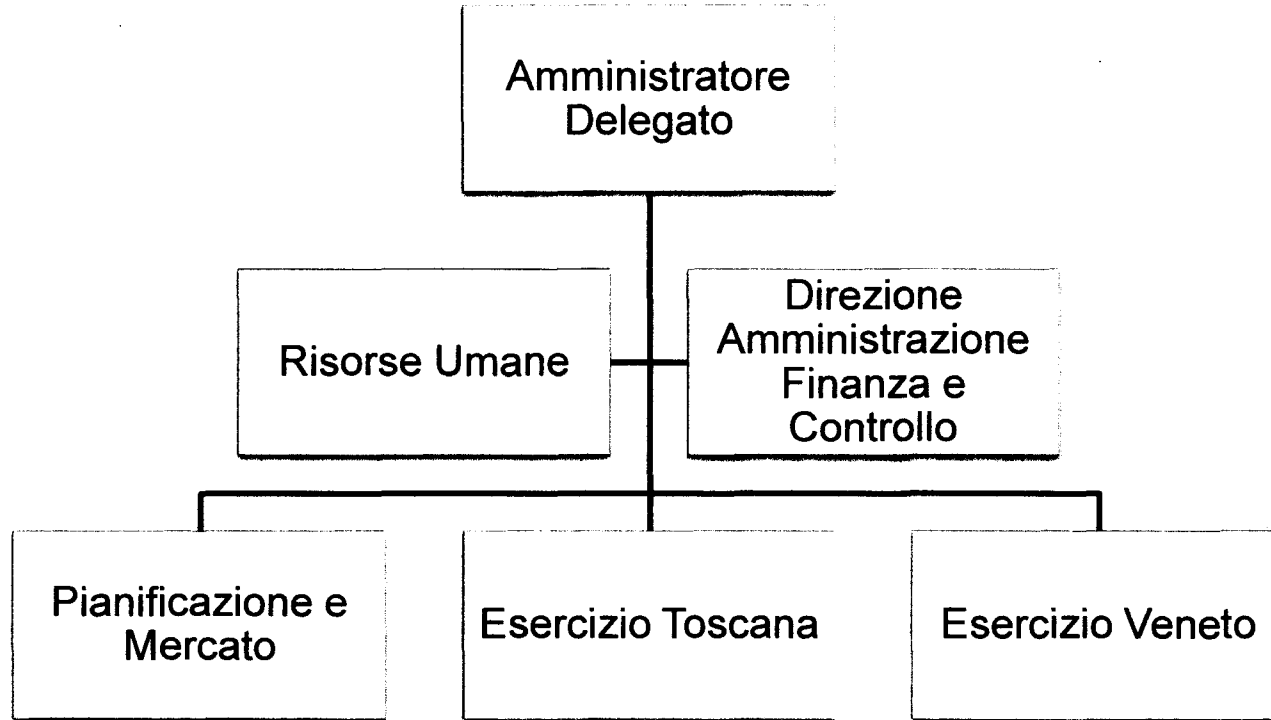 Amministratore
Delegato
Risorse Umane
Direzione
Amministrazione
Finanza e
Controllo
Pianificazione e
Mercato
Esercizio Toscana
Esercizio Veneto